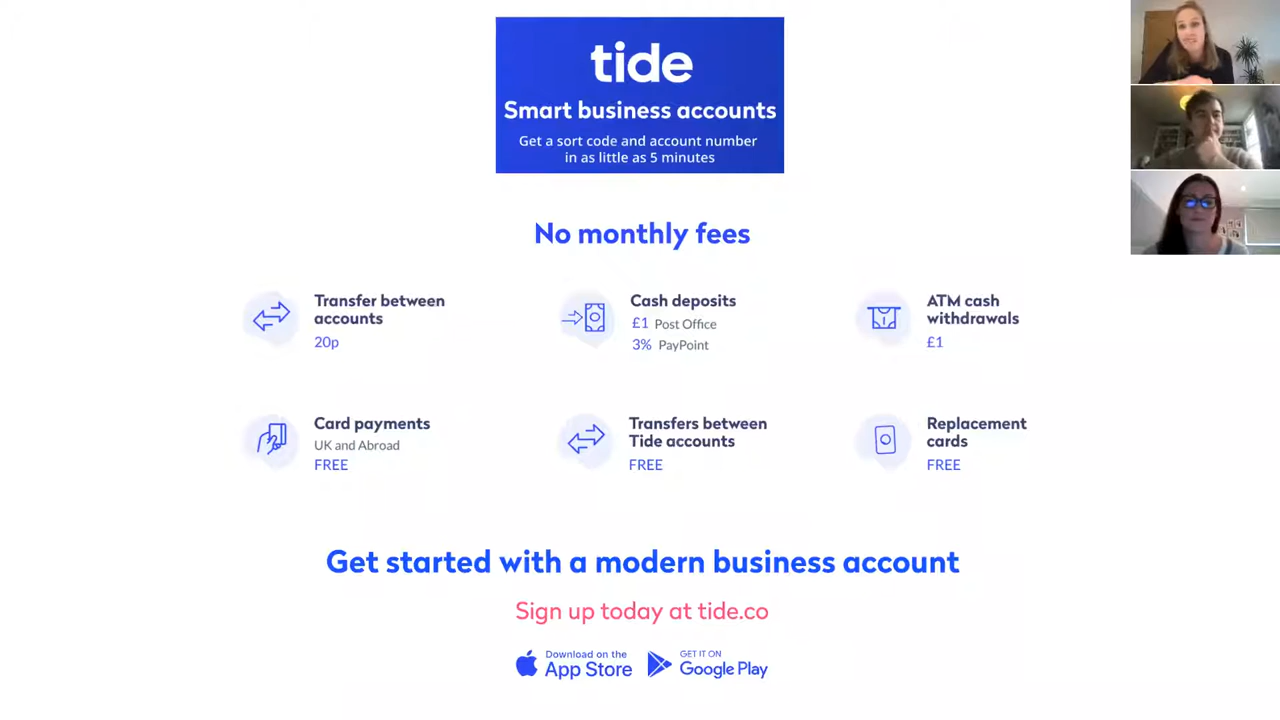 tide
Smart business accounts
Get a sort code and account number
in as little as 5 minutes
No monthly fees
Transfer between
accounts
20p
Cash deposits
£1 Post Office
3% PayPoint
ATM cash
withdrawals
£1
Card payments
UK and Abroad
FREE
Transfers between
Tide accounts
FREE
Replacement
cards
FREE
Get started with a modern business account
Sign up today at tide.co
Download on the
App Store
GET IT ON
Google Play